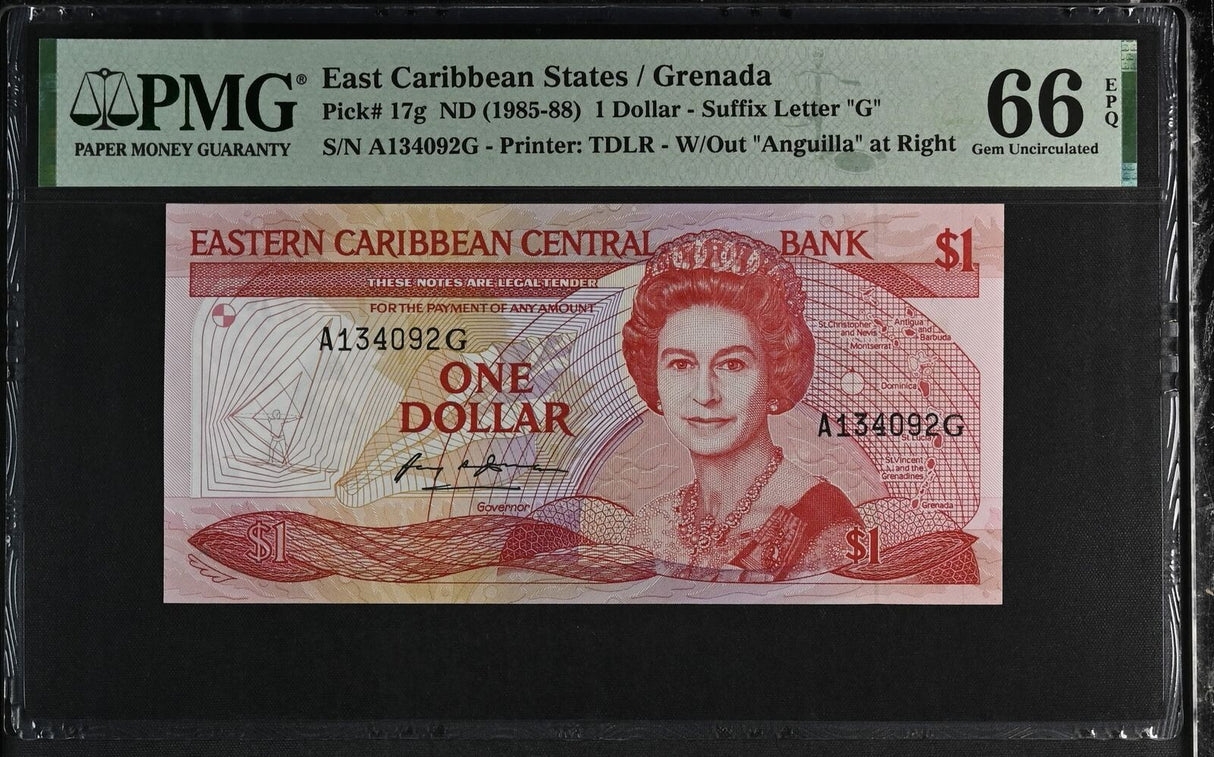 PMG®
PAPER MONEY GUARANTY
East Caribbean States / Grenada
Pick# 17g ND (1985-88) 1 Dollar - Suffix Letter "G"
S/N A134092G - Printer: TDLR - W/Out "Anguilla" at Right
66
EPQ
Gem Uncirculated
EASTERN CARIBBEAN CENTRAL BANK $1
THESE NOTES ARE LEGAL TENDER
FOR THE PAYMENT OF ANY AMOUNT
A134092G
ONE
DOLLAR
Governor
$1
$1
St.Christopher
and Nevis
Antigua
and
Barbuda
Montserrat
Dominica
A134092G
St.Vincent
and the
Grenadines
Grenada